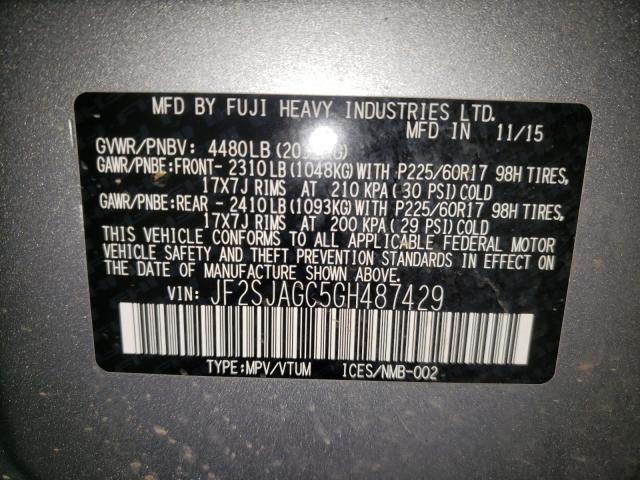 MFD BY FUJI HEAVY INDUSTRIES LTD.
MFD IN 11/15
GVWR/PNBV: 4480LB
GAWR/PNBE:FRONT-2310LB(1048KG)WITH P225/60R17 98H TIRES,
17X7J RIMS AT 210 KPA(30 PSI)COLD
GAWR/PNBE:REAR - 2410LB(1093KG)WITH P225/60R17 98H TIRES,
17X7J RIMS AT 200 KPA(29 PSI)COLD
THIS VEHICLE CONFORMS TO ALL APPLICABLE FEDERAL MOTOR
VEHICLE SAFETY AND THEFT PREVENTION STANDARDS IN EFFECT ON
THE DATE OF MANUFACTURE SHOWN ABOVE.
VIN: JF2SJAGC5GH487429
TYPE:MPV/VTUM ICES/NMB-002